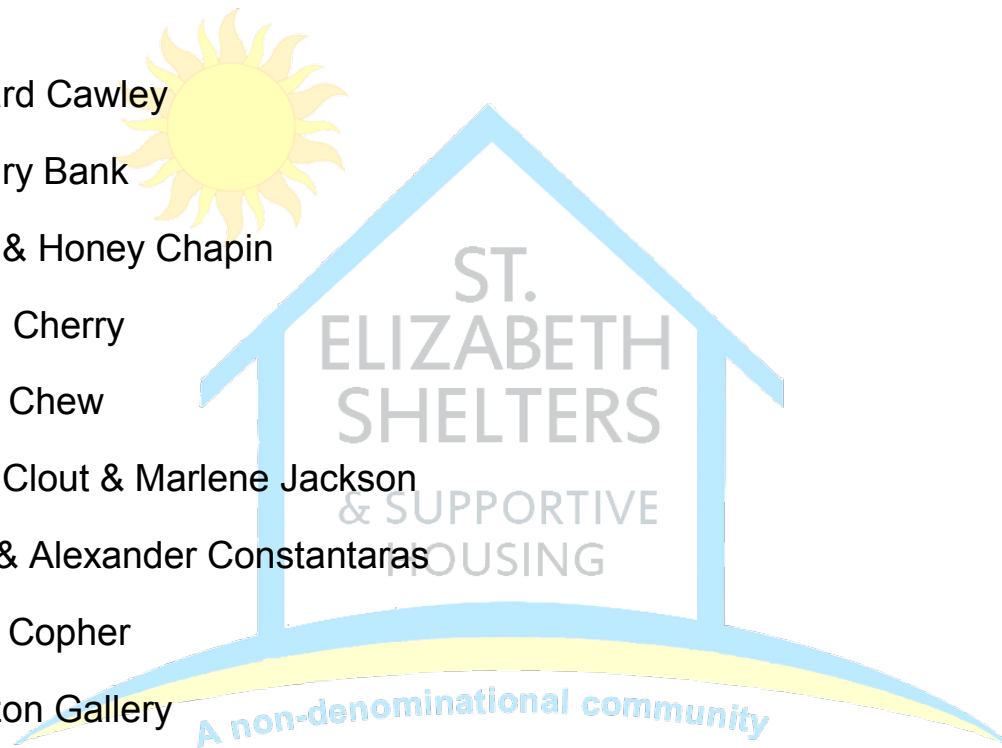 ard Cawley
ry Bank
& Honey Chapin
Cherry
Chew
Clout & Marlene Jackson
& Alexander Constantaras
Copher
ton Gallery
ST.
ELIZABETH
SHELTERS
& SUPPORTIVE
HOUSING
A non-denominational community